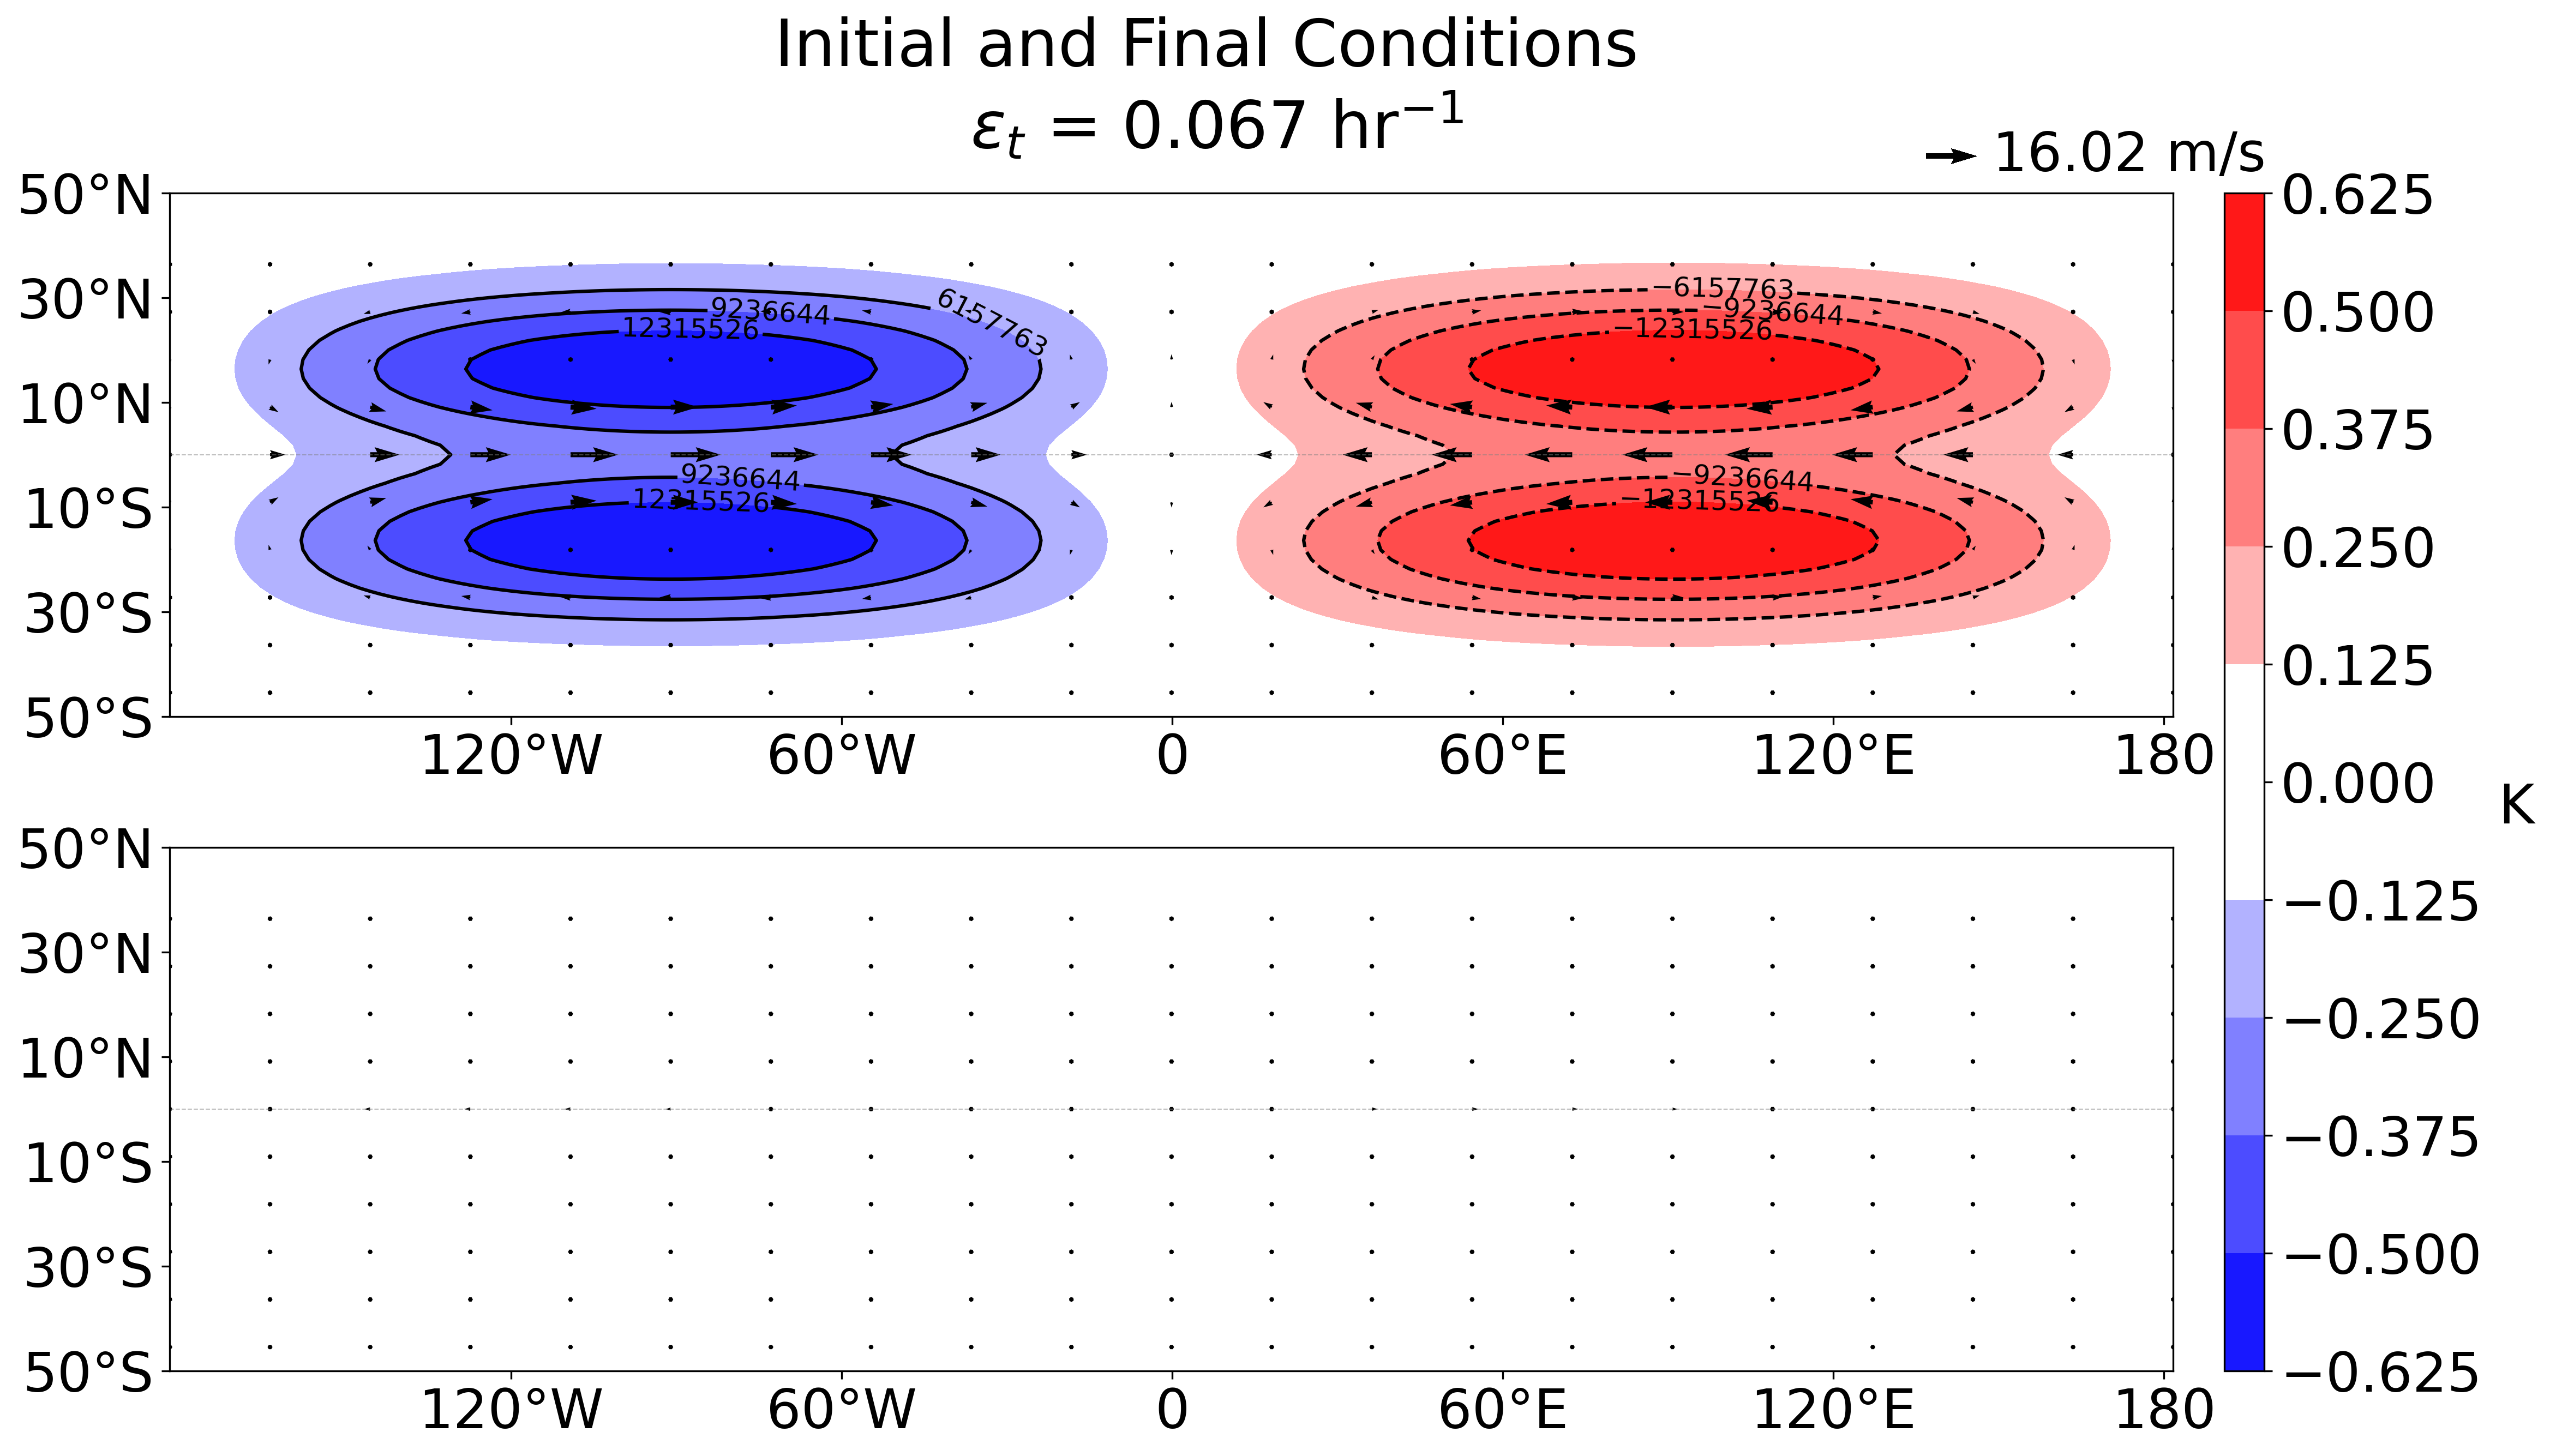 Initial and Final Conditions
εₜ = 0.067 hr⁻¹
16.02 m/s
50°N
30°N
10°N
10°S
30°S
50°S
120°W 60°W 0 60°E 120°E 180
9236644
12315526
6157763
9236644
12315526
−6157763
−9236644
−12315526
−9236644
−12315526
50°N
30°N
10°N
10°S
30°S
50°S
120°W 60°W 0 60°E 120°E 180
0.625
0.500
0.375
0.250
0.125
0.000
−0.125
−0.250
−0.375
−0.500
−0.625
K